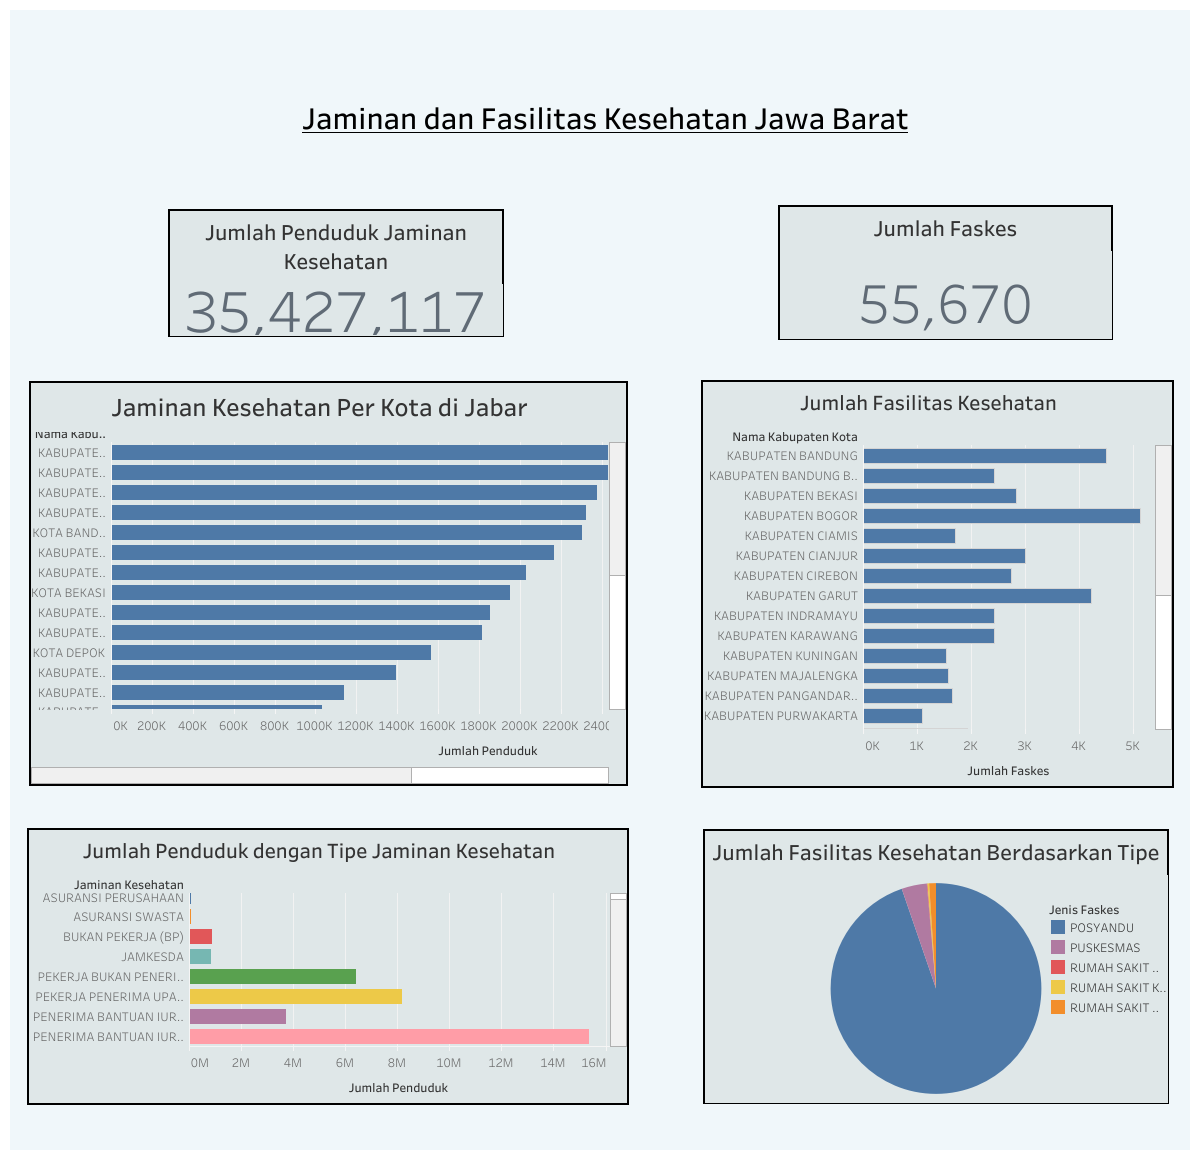 Jaminan dan Fasilitas Kesehatan Jawa Barat
Jumlah Penduduk Jaminan
Kesehatan
35,427,117
Jumlah Faskes
55,670
Jaminan Kesehatan Per Kota di Jabar
Nama Kabu..
KABUPATE..
KABUPATE..
KABUPATE..
KABUPATE..
KOTA BAND..
KABUPATE..
KABUPATE..
KOTA BEKASI
KABUPATE..
KABUPATE..
KOTA DEPOK
KABUPATE..
KABUPATE..
KABUPATE..
0K 200K 400K 600K 800K 1000K 1200K 1400K 1600K 1800K 2000K 2200K 2400
Jumlah Penduduk
Jumlah Fasilitas Kesehatan
Nama Kabupaten Kota
KABUPATEN BANDUNG
KABUPATEN BANDUNG B..
KABUPATEN BEKASI
KABUPATEN BOGOR
KABUPATEN CIAMIS
KABUPATEN CIANJUR
KABUPATEN CIREBON
KABUPATEN GARUT
KABUPATEN INDRAMAYU
KABUPATEN KARAWANG
KABUPATEN KUNINGAN
KABUPATEN MAJALENGKA
KABUPATEN PANGANDAR..
KABUPATEN PURWAKARTA
0K 1K 2K 3K 4K 5K
Jumlah Faskes
Jumlah Penduduk dengan Tipe Jaminan Kesehatan
Jaminan Kesehatan
ASURANSI PERUSAHAAN
ASURANSI SWASTA
BUKAN PEKERJA (BP)
JAMKESDA
PEKERJA BUKAN PENERI..
PEKERJA PENERIMA UPA..
PENERIMA BANTUAN IUR..
PENERIMA BANTUAN IUR..
0M 2M 4M 6M 8M 10M 12M 14M 16M
Jumlah Penduduk
Jumlah Fasilitas Kesehatan Berdasarkan Tipe
Jenis Faskes
POSYANDU
PUSKESMAS
RUMAH SAKIT ..
RUMAH SAKIT K..
RUMAH SAKIT ..